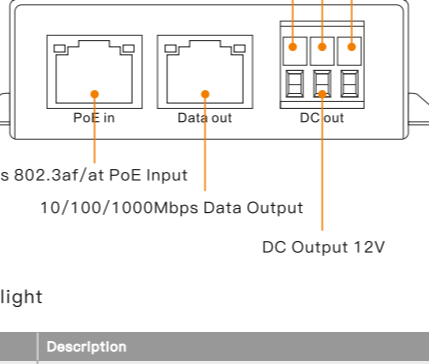 PoE in
Data out
DC out
s 802.3af/at PoE Input
10/100/1000Mbps Data Output
DC Output 12V
light
Description